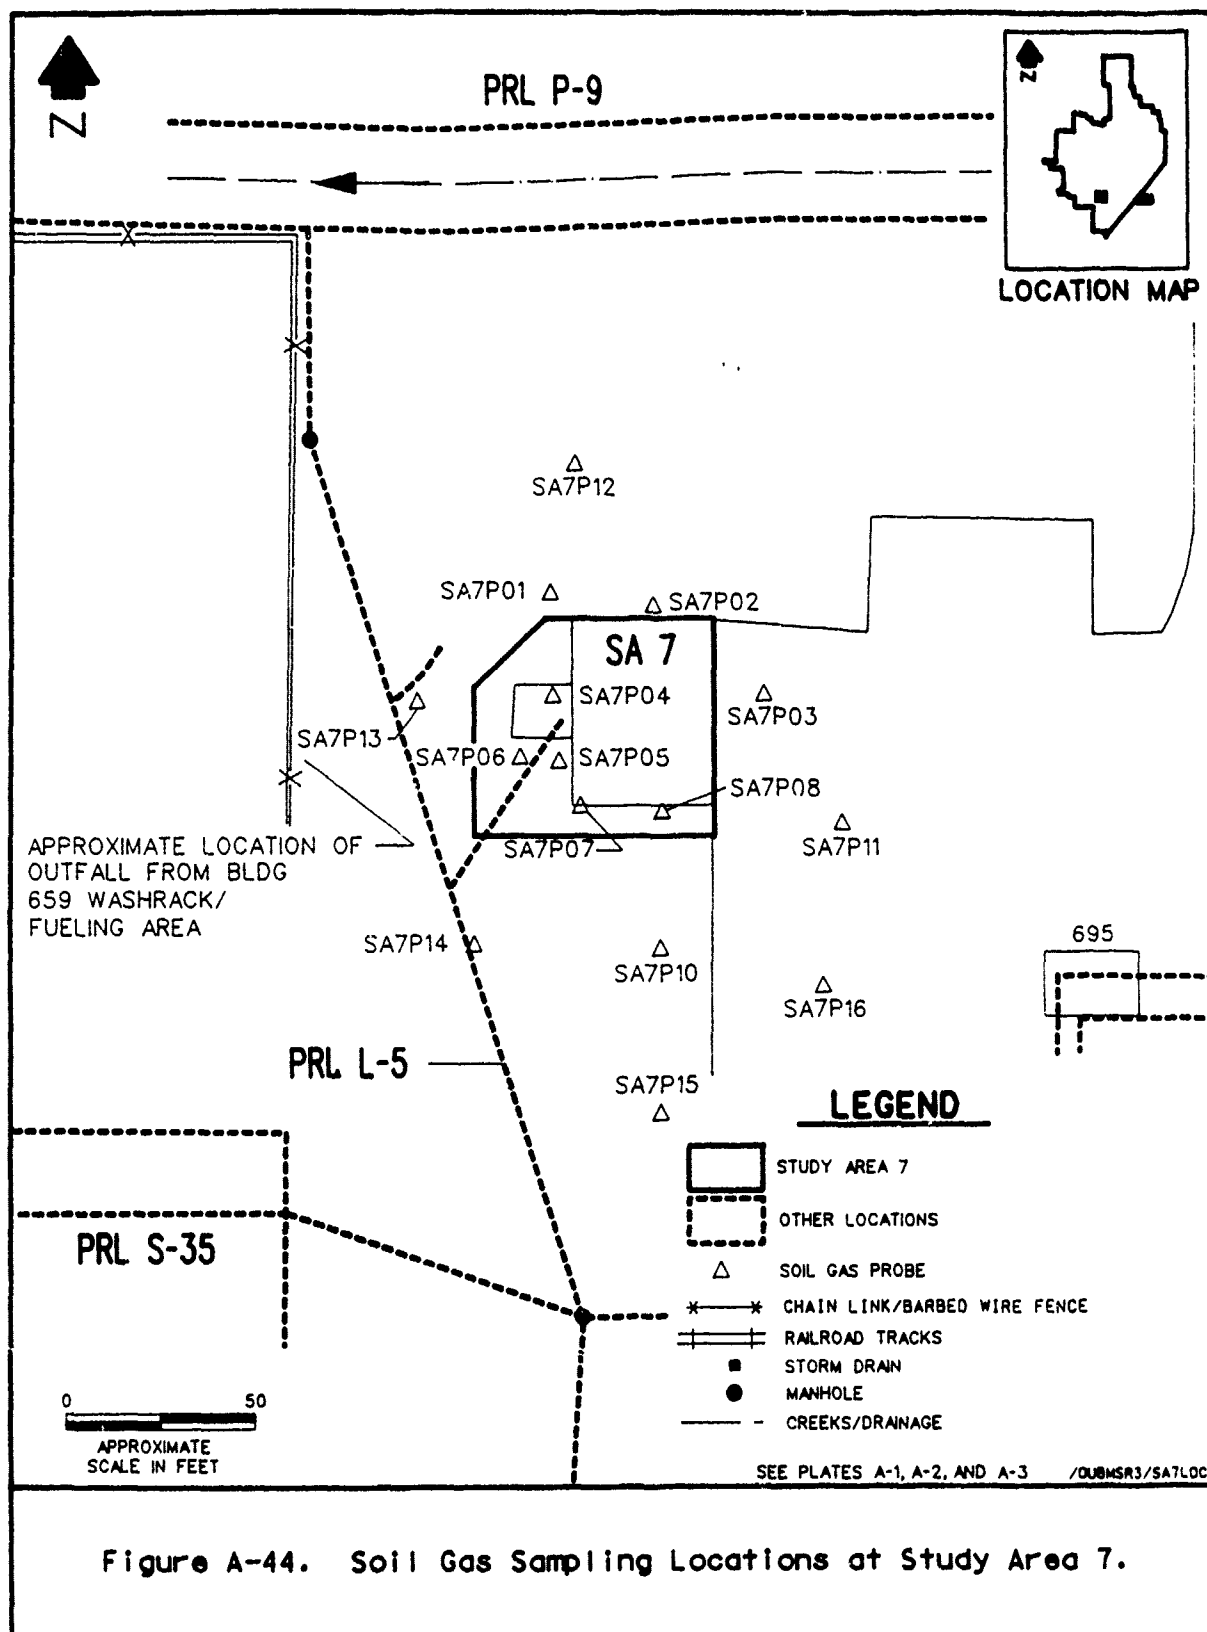 PRL P-9
N
N
LOCATION MAP
SA7P12
SA7P01
SA7P02
SA 7
SA7P04
SA7P03
SA7P13
SA7P06
SA7P05
SA7P08
SA7P07
SA7P11
APPROXIMATE LOCATION OF
OUTFALL FROM BLDG
659 WASHRACK/
FUELING AREA
SA7P14
SA7P10
695
SA7P16
PRL L-5
SA7P15
LEGEND
STUDY AREA 7
OTHER LOCATIONS
SOIL GAS PROBE
CHAIN LINK/BARBED WIRE FENCE
RAILROAD TRACKS
STORM DRAIN
MANHOLE
CREEKS/DRAINAGE
PRL S-35
0 50
APPROXIMATE
SCALE IN FEET
SEE PLATES A-1, A-2, AND A-3 /OUBMSR3/SA7LOC
Figure A-44. Soil Gas Sampling Locations at Study Area 7.